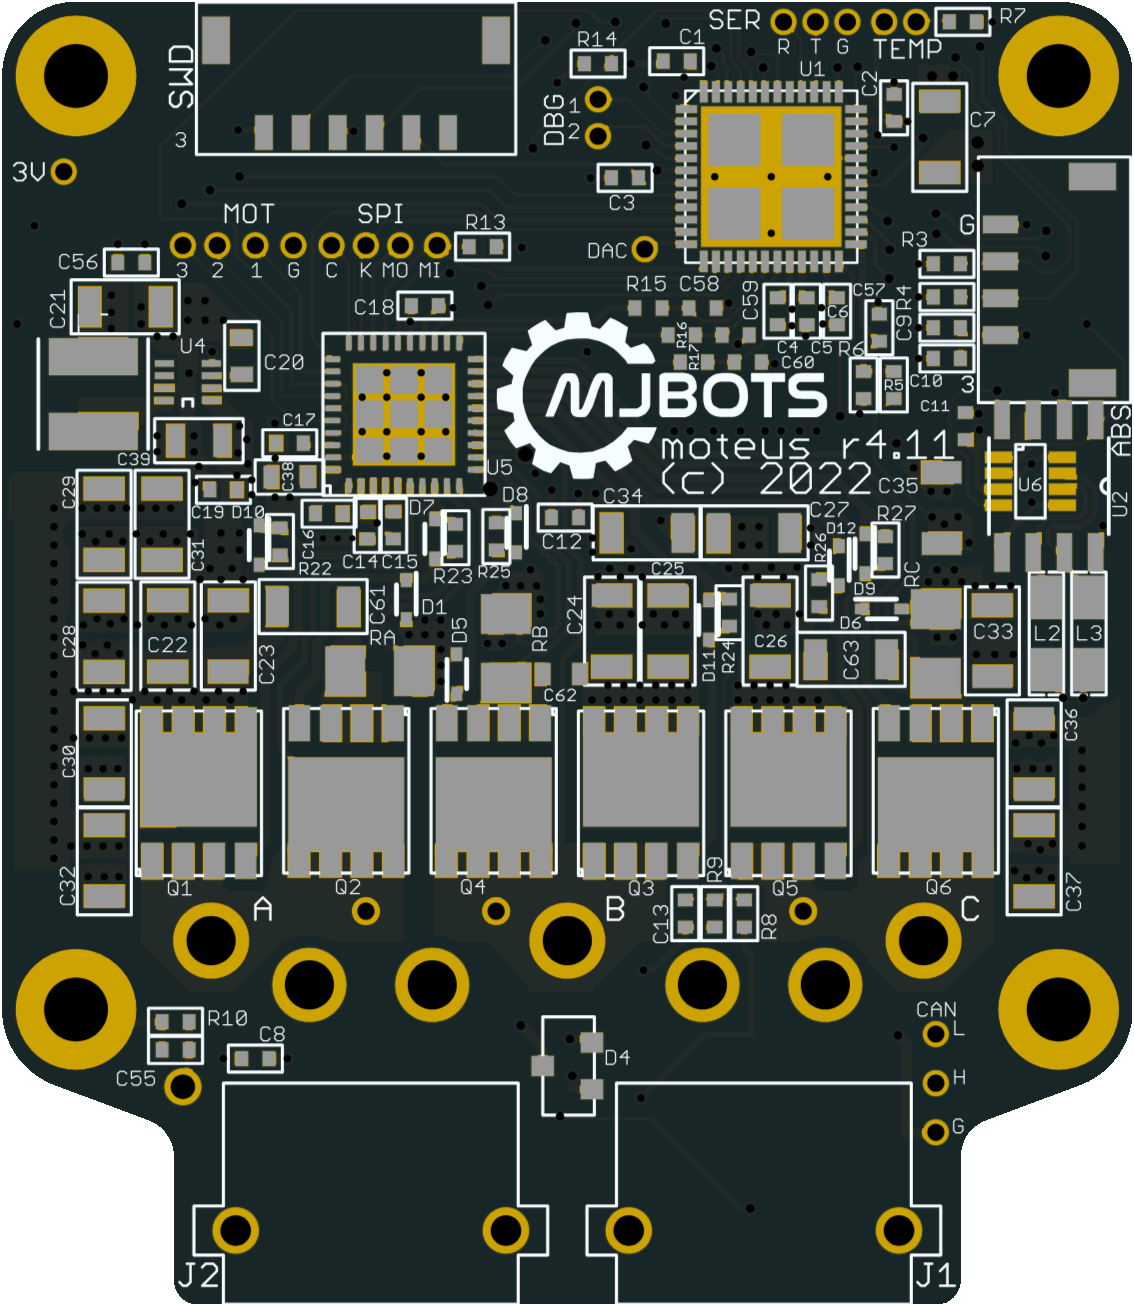 SER
R T G
TEMP
R7
R14
C1
U1
C2
C7
SWD
3
DBG
1
2
3V
C3
MOT
SPI
R13
3 2 1 G C K MO MI
DAC
G
R3
C56
C21
C18
R15 C58
C59
C57
R4
C6
C9
U4
C20
R16
R17
C4 C5
R6
C60
C10
R5
3
MJBOTS
C11
ABS
moteus r4.11
(c) 2022
C17
C39
C38
U5
C35
U6
U2
C29
C19
D10
C31
C16
C14 C15
D7
D8
C34
C27
C12
D12
R27
R22
R23
R25
R26
RC
C25
D9
D6
C61
D1
RA
D5
RB
C24
C28
C22
C23
D11
R24
C26
C63
C33
L2
L3
C62
C30
C36
C32
C37
Q1
Q2
Q4
Q3
Q5
Q6
R9
A
B
C
C13
R8
R10
C8
C55
D4
CAN
L
H
G
J2
J1